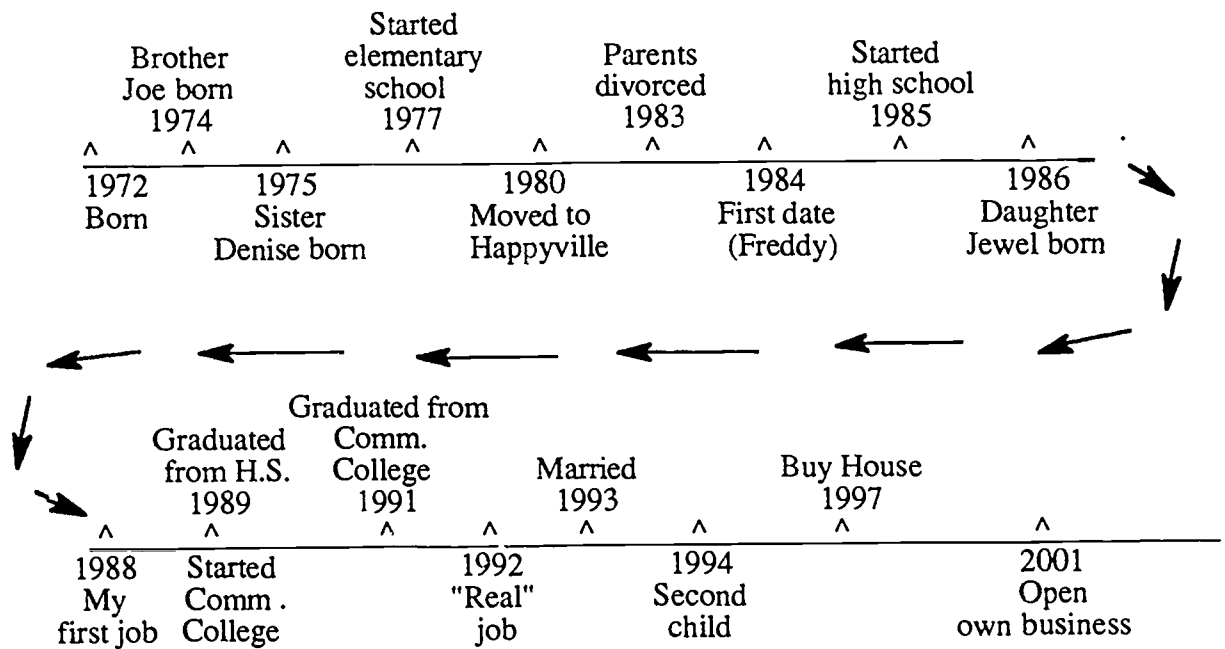 Brother
Joe born
1974
Started
elementary
school
1977
Parents
divorced
1983
Started
high school
1985
1972
Born
1975
Sister
Denise born
1980
Moved to
Happyville
1984
First date
(Freddy)
1986
Daughter
Jewel born
Graduated
from H.S.
1989
Graduated from
Comm.
College
1991
Married
1993
Buy House
1997
1988
My
first job
Started
Comm .
College
1992
"Real"
job
1994
Second
child
2001
Open
own business